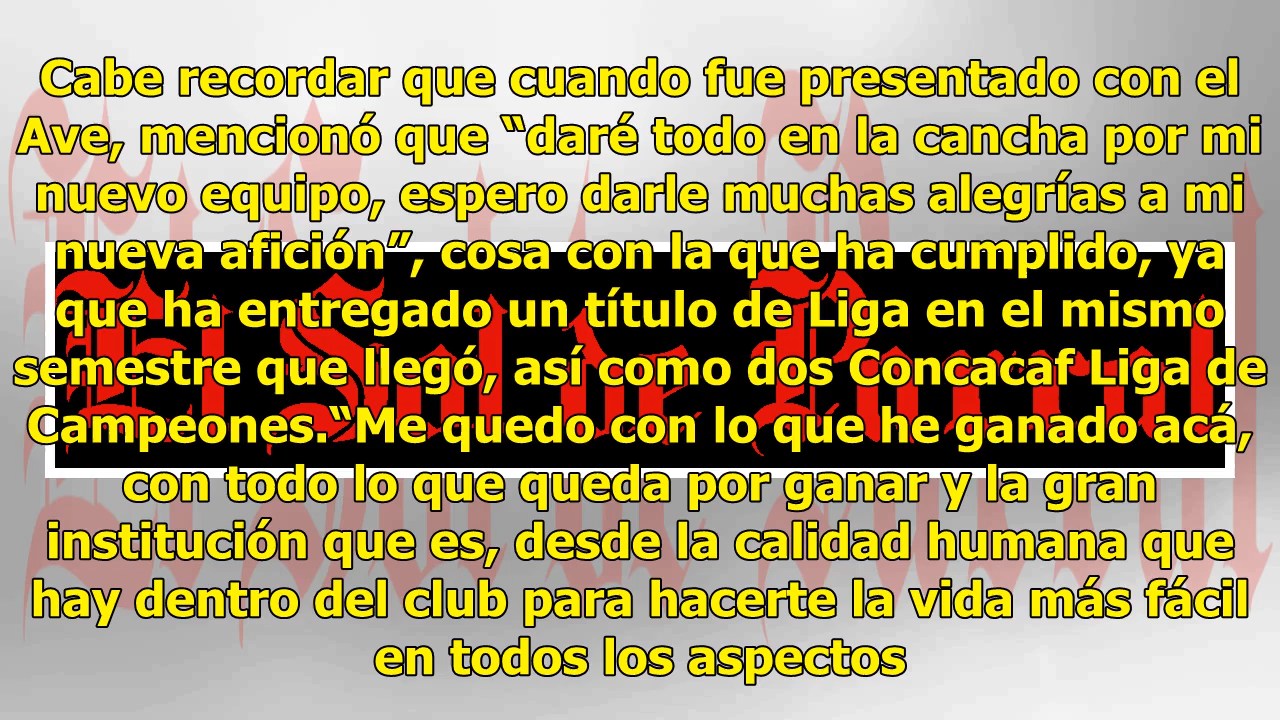 Cabe recordar que cuando fue presentado con el
Ave, mencionó que “daré todo en la cancha por mi
nuevo equipo, espero darle muchas alegrías a mi
nueva afición”, cosa con la que ha cumplido, ya
que ha entregado un título de Liga en el mismo
semestre que llegó, así como dos Concacaf Liga de
Campeones.“Me quedo con lo que he ganado acá,
con todo lo que queda por ganar y la gran
institución que es, desde la calidad humana que
hay dentro del club para hacerte la vida más fácil
en todos los aspectos
El Sol de Parral